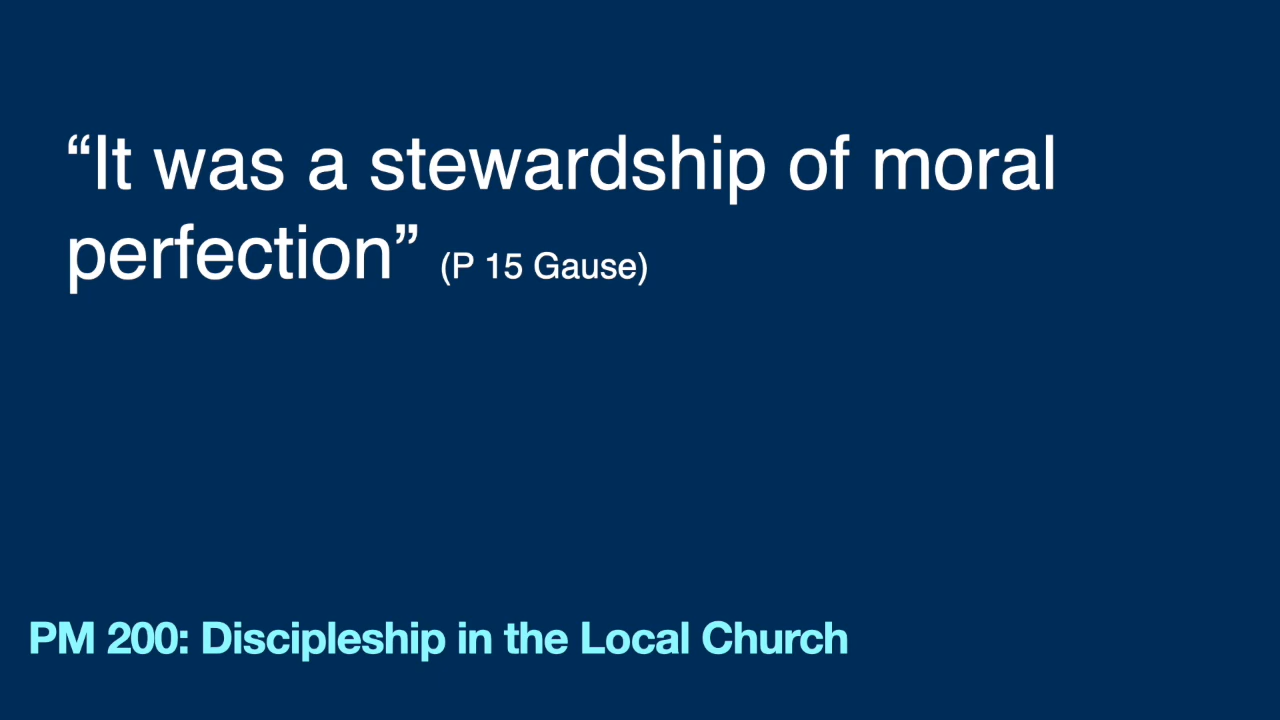 “It was a stewardship of moral
perfection” (P 15 Gause)
PM 200: Discipleship in the Local Church